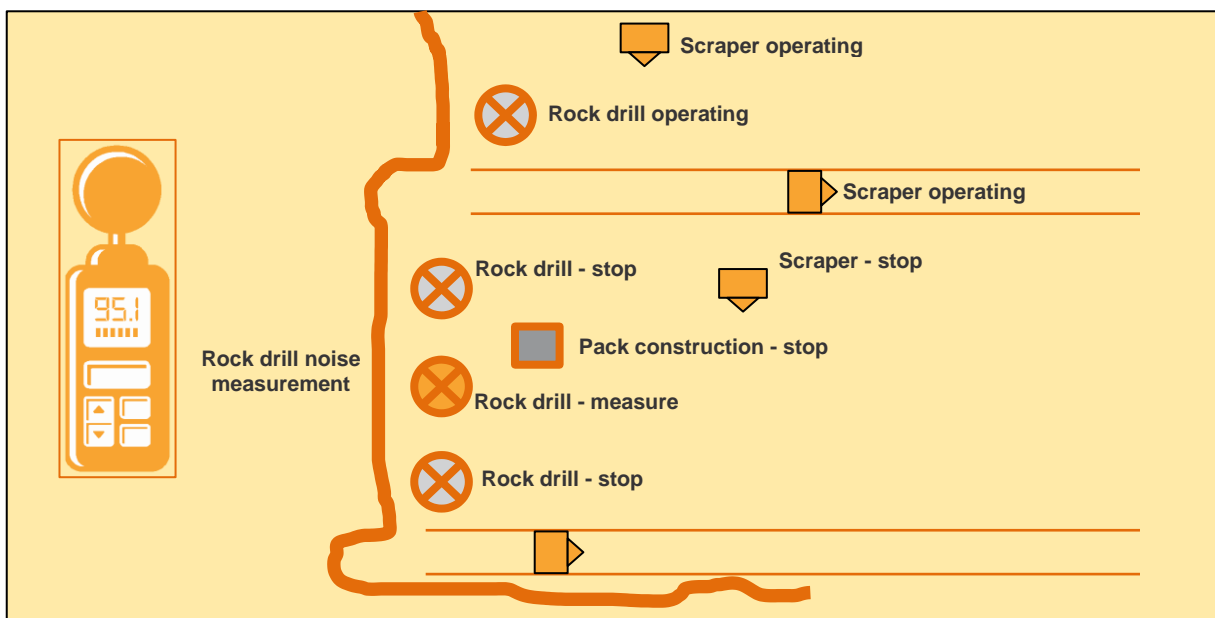 Scraper operating
Rock drill operating
Scraper operating
Rock drill - stop
Scraper - stop
95.1
Pack construction - stop
Rock drill noise
measurement
Rock drill - measure
Rock drill - stop